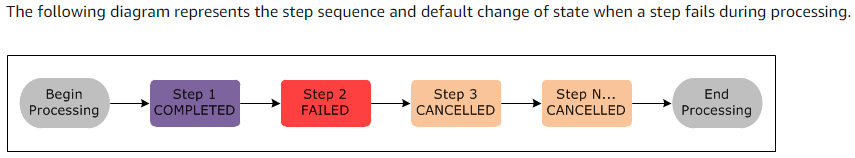 The following diagram represents the step sequence and default change of state when a step fails during processing.
Begin
Processing
Step 1
COMPLETED
Step 2
FAILED
Step 3
CANCELLED
Step N...
CANCELLED
End
Processing